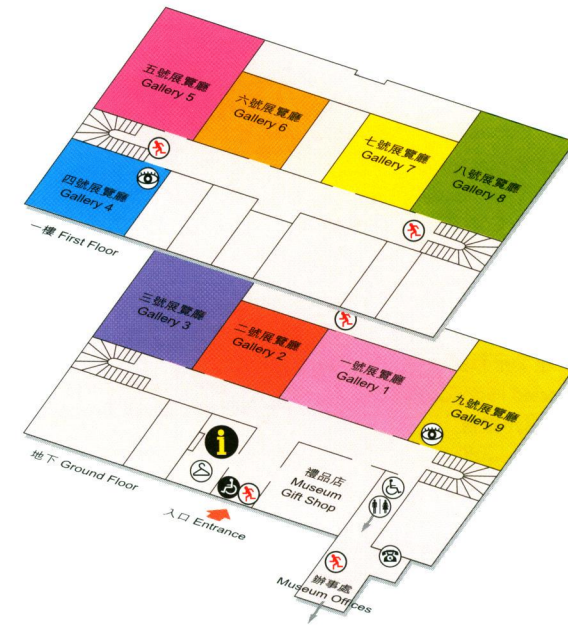 五號展覽廳
Gallery 5
六號展覽廳
Gallery 6
七號展覽廳
Gallery 7
八號展覽廳
Gallery 8
四號展覽廳
Gallery 4
一樓 First Floor
三號展覽廳
Gallery 3
二號展覽廳
Gallery 2
一號展覽廳
Gallery 1
九號展覽廳
Gallery 9
i
禮品店
Museum
Gift Shop
地下 Ground Floor
入口 Entrance
辦事處
Museum Offices